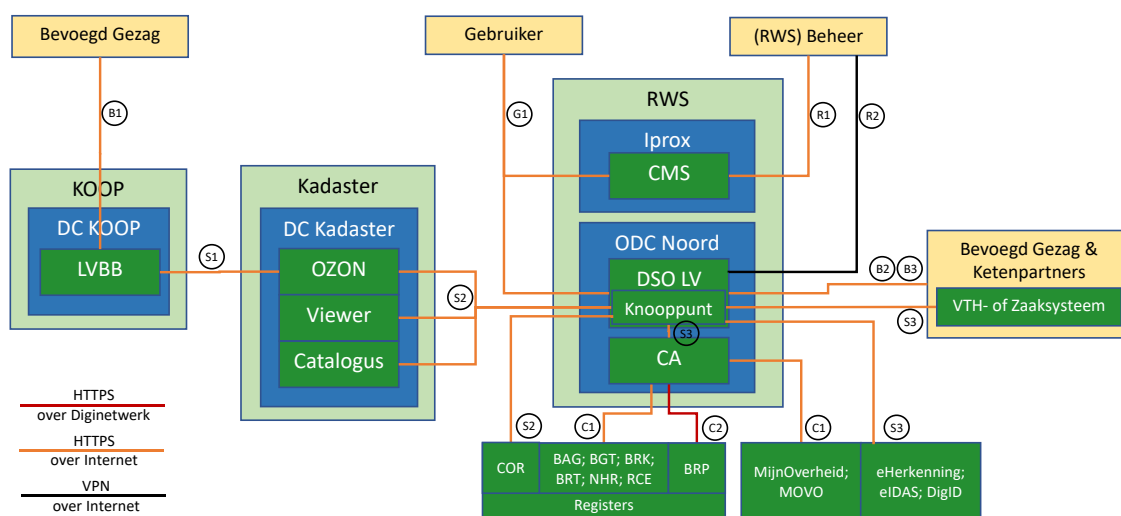 Bevoegd Gezag
Gebruiker
(RWS) Beheer
B1
G1
R1
R2
RWS
Iprox
CMS
KOOP
DC KOOP
LVBB
S1
Kadaster
DC Kadaster
OZON
Viewer
Catalogus
S2
ODC Noord
DSO LV
Knooppunt
S3
CA
B2
B3
S3
Bevoegd Gezag &
Ketenpartners
VTH- of Zaaksysteem
HTTPS
over Diginetwerk
HTTPS
over Internet
VPN
over Internet
S2
C1
C2
C1
S3
COR
BAG; BGT; BRK;
BRT; NHR; RCE
BRP
Registers
MijnOverheid;
MOVO
eHerkenning;
eIDAS; DigID